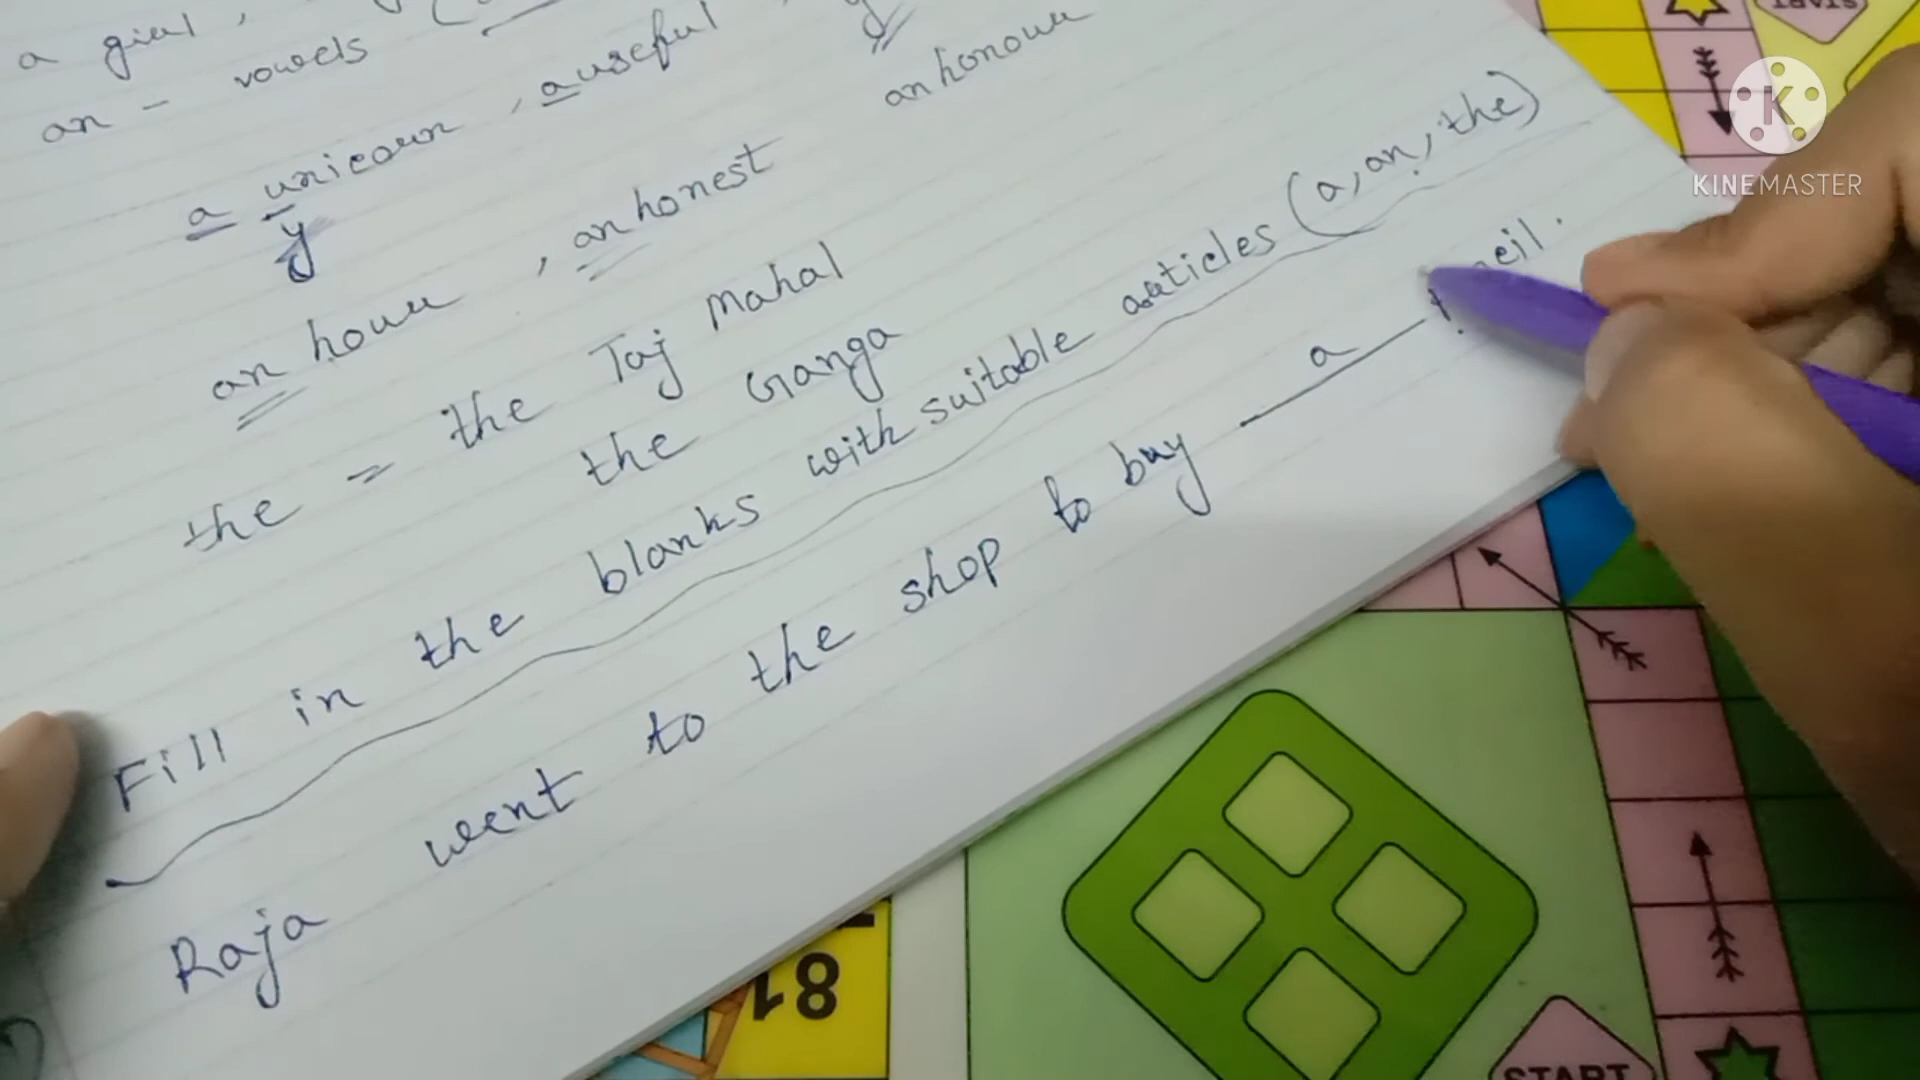 a girl,
an - vowels
a unicorn, a useful
y
an hour, an honest an honour
the = the Taj Mahal
the Ganga
Fill in the blanks with suitable articles (a, an, the)
Raja went to the shop to buy a
KINEMASTER
K
81
START